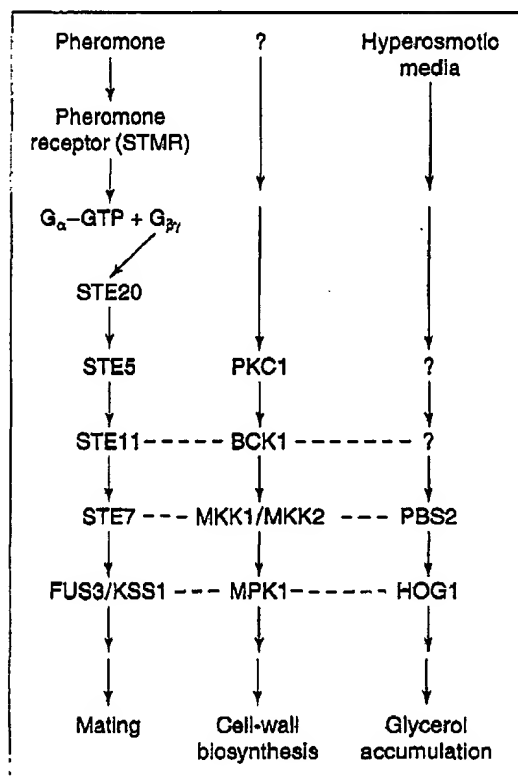 Pheromone ? Hyperosmotic
media
Pheromone
receptor (STMR)
Gα–GTP + Gβγ
STE20
STE5 PKC1 ?
STE11 BCK1 ?
STE7 MKK1/MKK2 PBS2
FUS3/KSS1 MPK1 HOG1
Mating Cell-wall Glycerol
biosynthesis accumulation